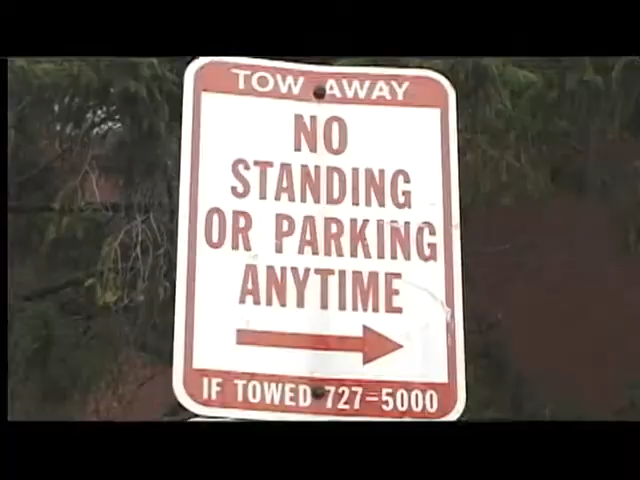 TOW AWAY
NO
STANDING
OR PARKING
ANYTIME
IF TOWED 727-5000